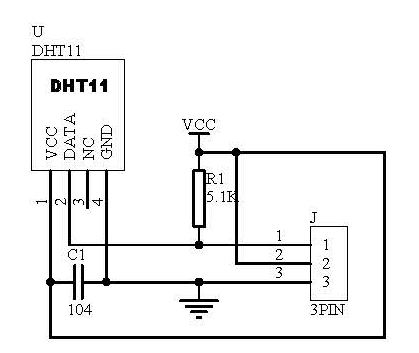 U
DHT11
DHT11
VCC
DATA
NC
GND
1
2
3
4
VCC
R1
5.1K
J
1
2
3
1
2
3
3PIN
C1
104